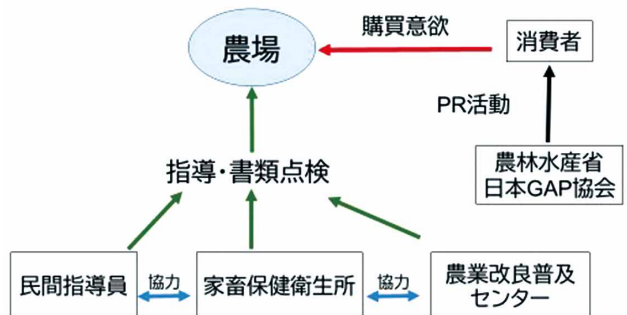 購買意欲
農場
消費者
PR活動
農林水産省
日本GAP協会
指導・書類点検
民間指導員
協力
家畜保健衛生所
協力
農業改良普及
センター